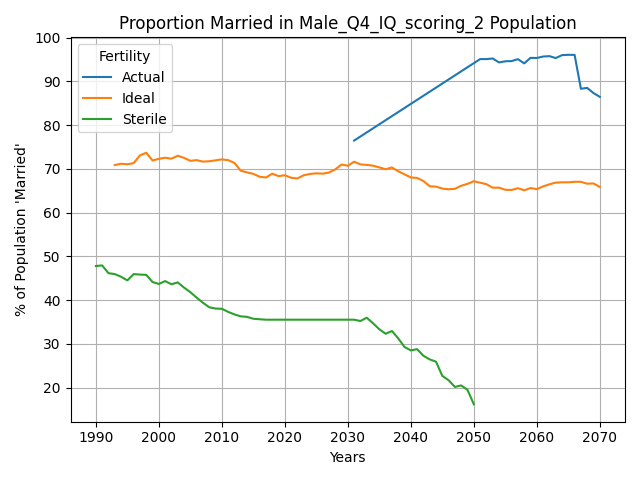 Proportion Married in Male_Q4_IQ_scoring_2 Population
% of Population 'Married'
100
90
80
70
60
50
40
30
20
Fertility
Actual
Ideal
Sterile
1990 2000 2010 2020 2030 2040 2050 2060 2070
Years